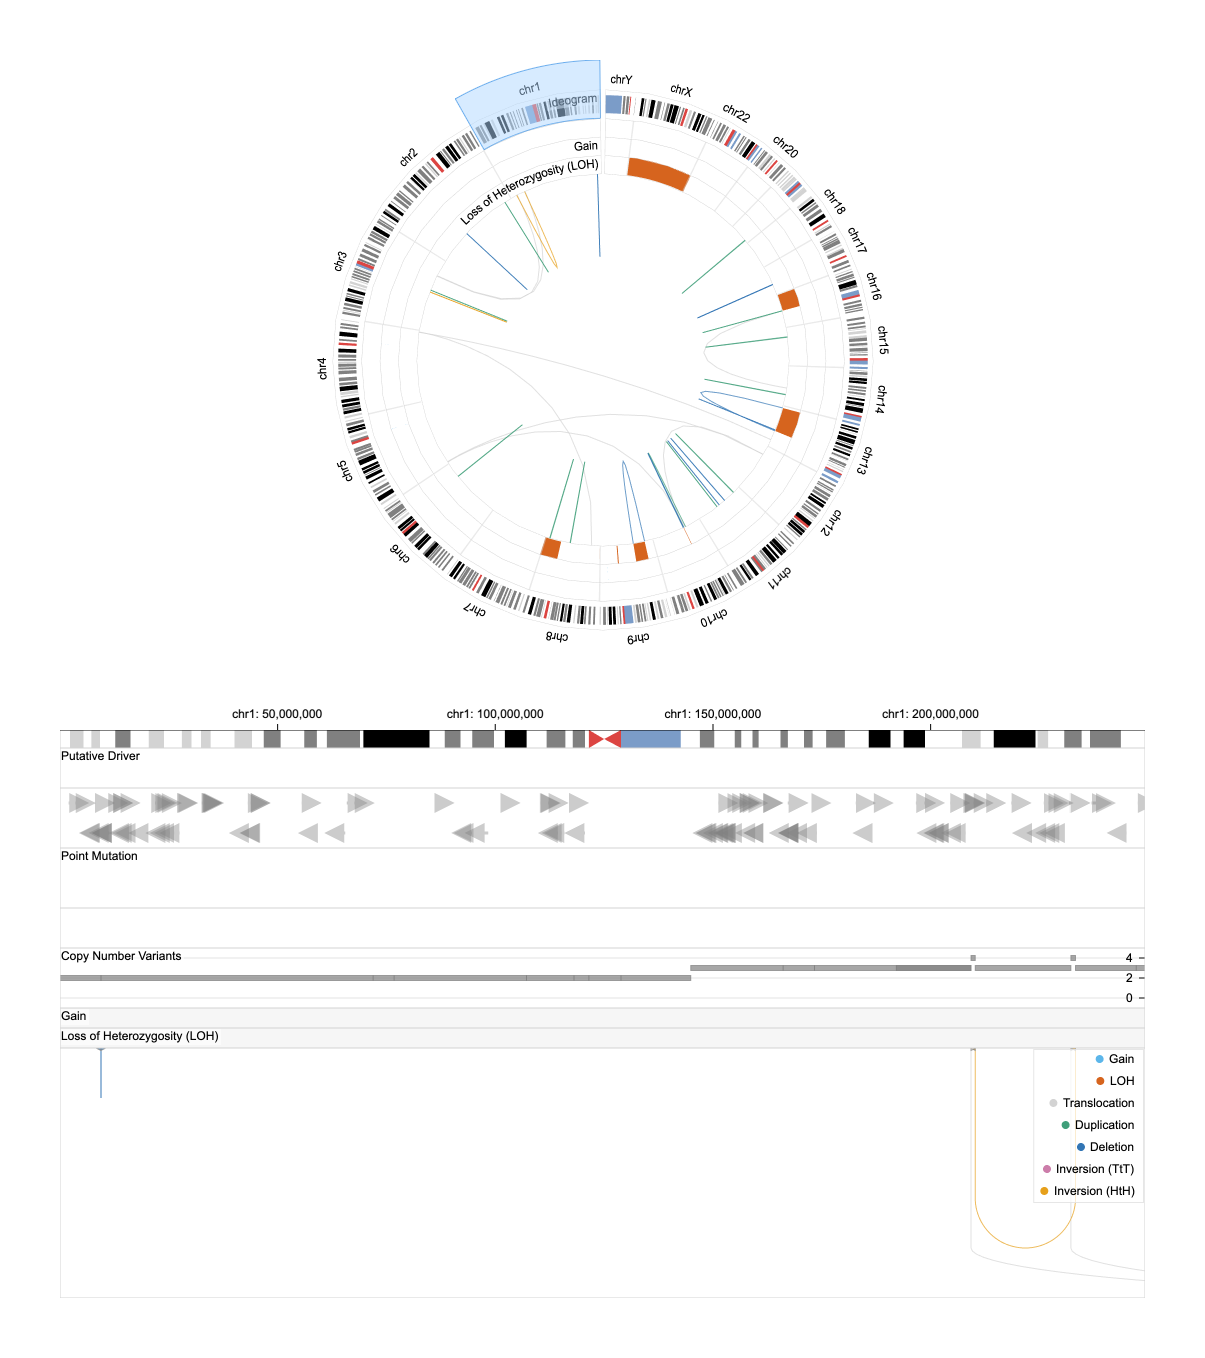 chr1
Ideogram
chrY
chrX
chr22
chr20
chr18
chr17
chr16
chr15
chr14
chr13
chr12
chr11
chr10
chr9
chr8
chr7
chr6
chr5
chr4
chr3
chr2
Gain
Loss of Heterozygosity (LOH)
chr1: 50,000,000
chr1: 100,000,000
chr1: 150,000,000
chr1: 200,000,000
Putative Driver
Point Mutation
Copy Number Variants
4
2
0
Gain
Loss of Heterozygosity (LOH)
Gain
LOH
Translocation
Duplication
Deletion
Inversion (TtT)
Inversion (HtH)